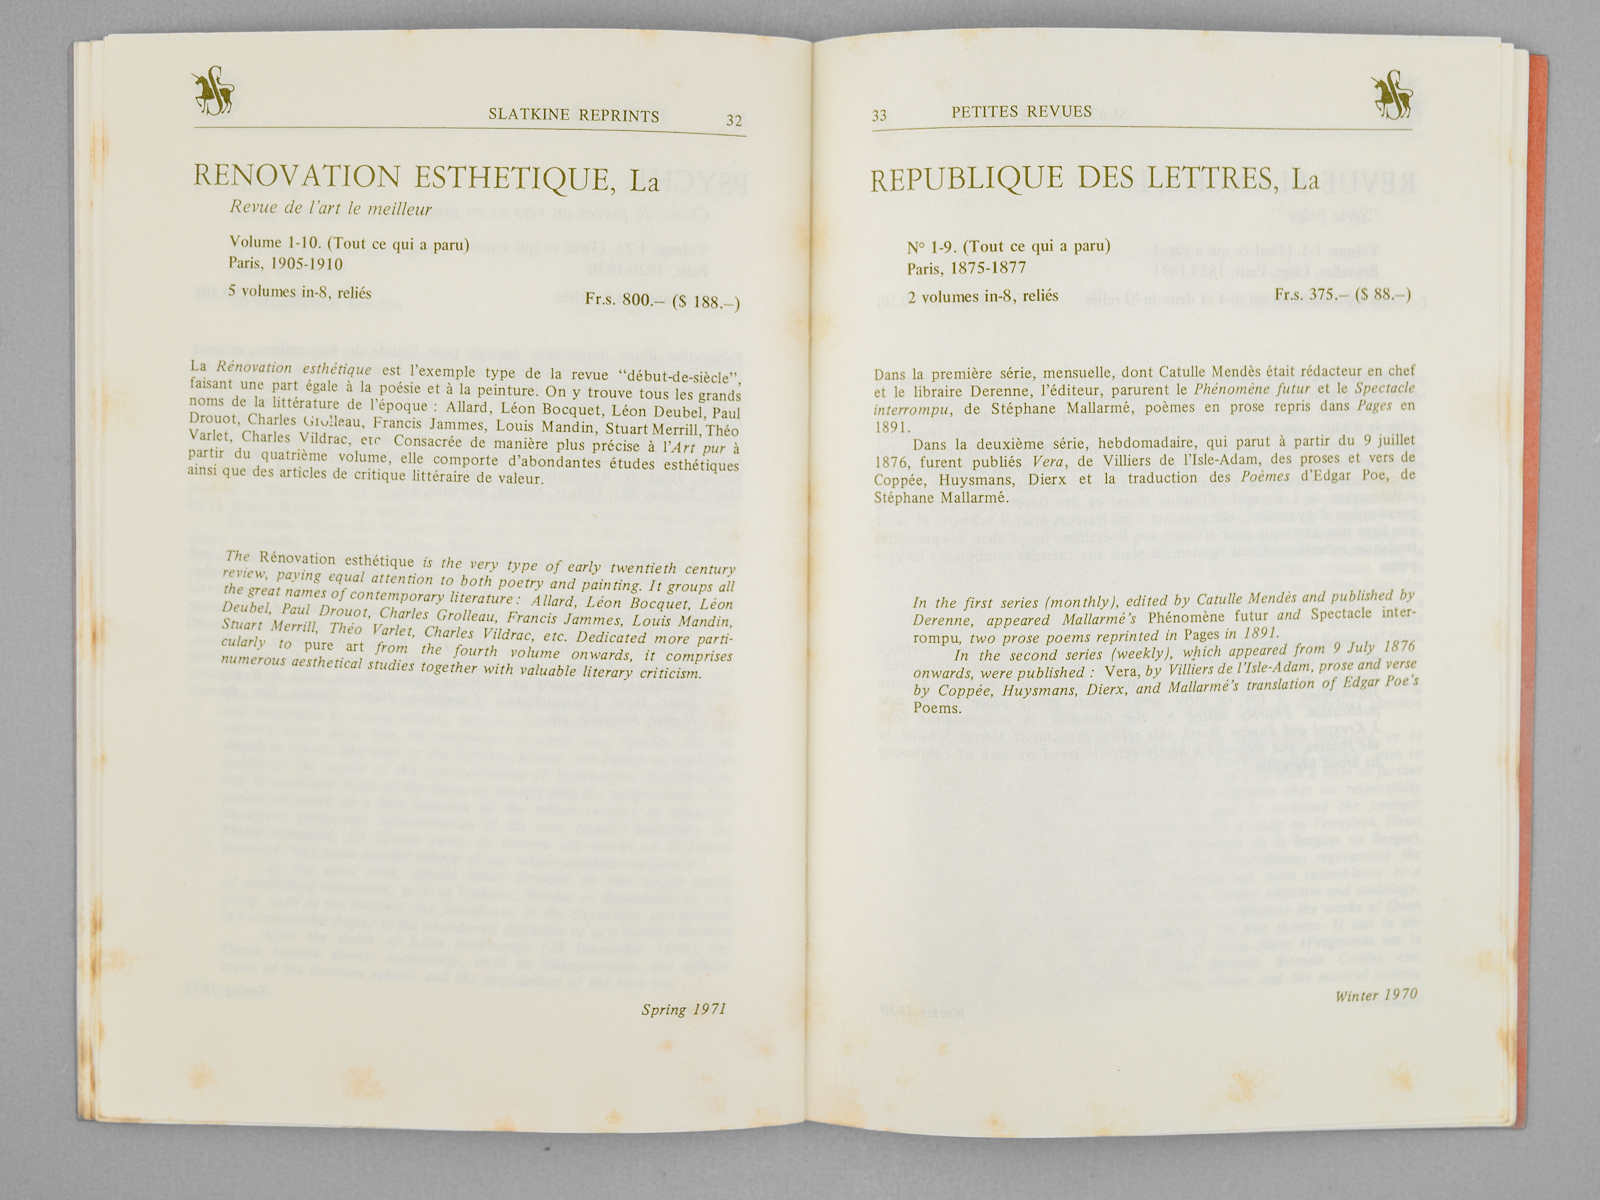 SLATKINE REPRINTS 32
RENOVATION ESTHETIQUE, La
Revue de l'art le meilleur
Volume 1-10. (Tout ce qui a paru)
Paris, 1905-1910
5 volumes in-8, reliés Fr.s. 800.— ($ 188.—)
La Rénovation esthétique est l'exemple type de la revue “début-de-siècle”,
faisant une part égale à la poésie et à la peinture. On y trouve tous les grands
noms de la littérature de l'époque : Allard, Léon Bocquet, Léon Deubel, Paul
Drouot, Charles Grolleau, Francis Jammes, Louis Mandin, Stuart Merrill, Théo
Varlet, Charles Vildrac, etc Consacrée de manière plus précise à l'Art pur à
partir du quatrième volume, elle comporte d'abondantes études esthétiques
ainsi que des articles de critique littéraire de valeur.
The Rénovation esthétique is the very type of early twentieth century
review, paying equal attention to both poetry and painting. It groups all
the great names of contemporary literature : Allard, Léon Bocquet, Léon
Deubel, Paul Drouot, Charles Grolleau, Francis Jammes, Louis Mandin,
Stuart Merrill, Théo Varlet, Charles Vildrac, etc. Dedicated more parti-
cularly to pure art from the fourth volume onwards, it comprises
numerous aesthetical studies together with valuable literary criticism.
Spring 1971
33 PETITES REVUES
REPUBLIQUE DES LETTRES, La
N° 1-9. (Tout ce qui a paru)
Paris, 1875-1877
2 volumes in-8, reliés Fr.s. 375.— ($ 88.—)
Dans la première série, mensuelle, dont Catulle Mendès était rédacteur en chef
et le libraire Derenne, l'éditeur, parurent le Phénomène futur et le Spectacle
interrompu, de Stéphane Mallarmé, poèmes en prose repris dans Pages en
1891.
Dans la deuxième série, hebdomadaire, qui parut à partir du 9 juillet
1876, furent publiés Vera, de Villiers de l'Isle-Adam, des proses et vers de
Coppée, Huysmans, Dierx et la traduction des Poèmes d'Edgar Poe, de
Stéphane Mallarmé.
In the first series (monthly), edited by Catulle Mendès and published by
Derenne, appeared Mallarmé's Phénomène futur and Spectacle inter-
rompu, two prose poems reprinted in Pages in 1891.
In the second series (weekly), which appeared from 9 July 1876
onwards, were published : Vera, by Villiers de l'Isle-Adam, prose and verse
by Coppée, Huysmans, Dierx, and Mallarmé's translation of Edgar Poe's
Poems.
Winter 1970